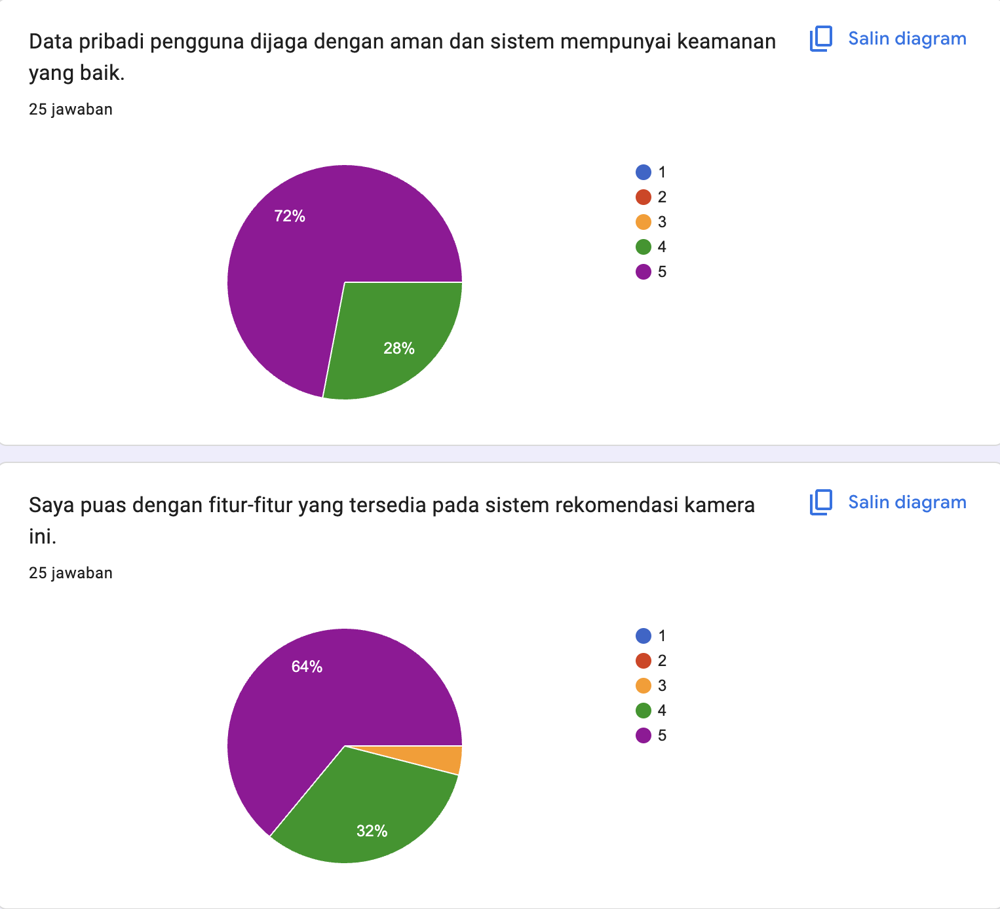 Data pribadi pengguna dijaga dengan aman dan sistem mempunyai keamanan
yang baik.
Salin diagram
25 jawaban
72%
28%
1
2
3
4
5
Saya puas dengan fitur-fitur yang tersedia pada sistem rekomendasi kamera
ini.
Salin diagram
25 jawaban
64%
32%
1
2
3
4
5